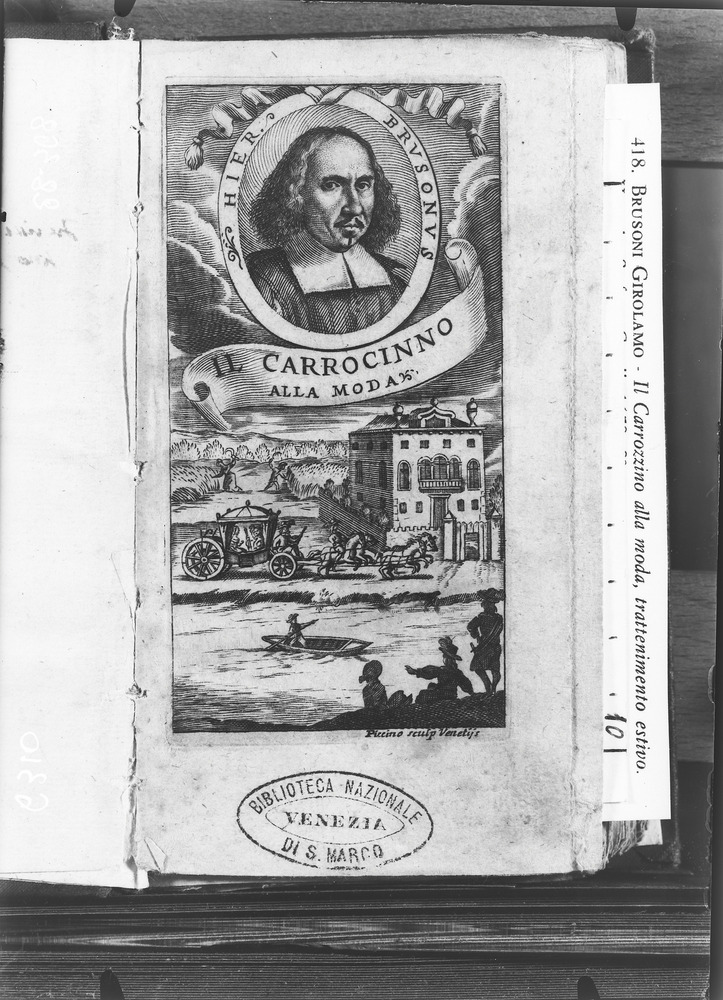 HIER. BRVSONVS
IL CARROCINNO
ALLA MODA
Piccino sculp Venetijs
BIBLIOTECA NAZIONALE
VENEZIA
DI S. MARCO
418. BRUSONI GIROLAMO - Il Carrozzino alla moda, trattenimento estivo.
101
6310